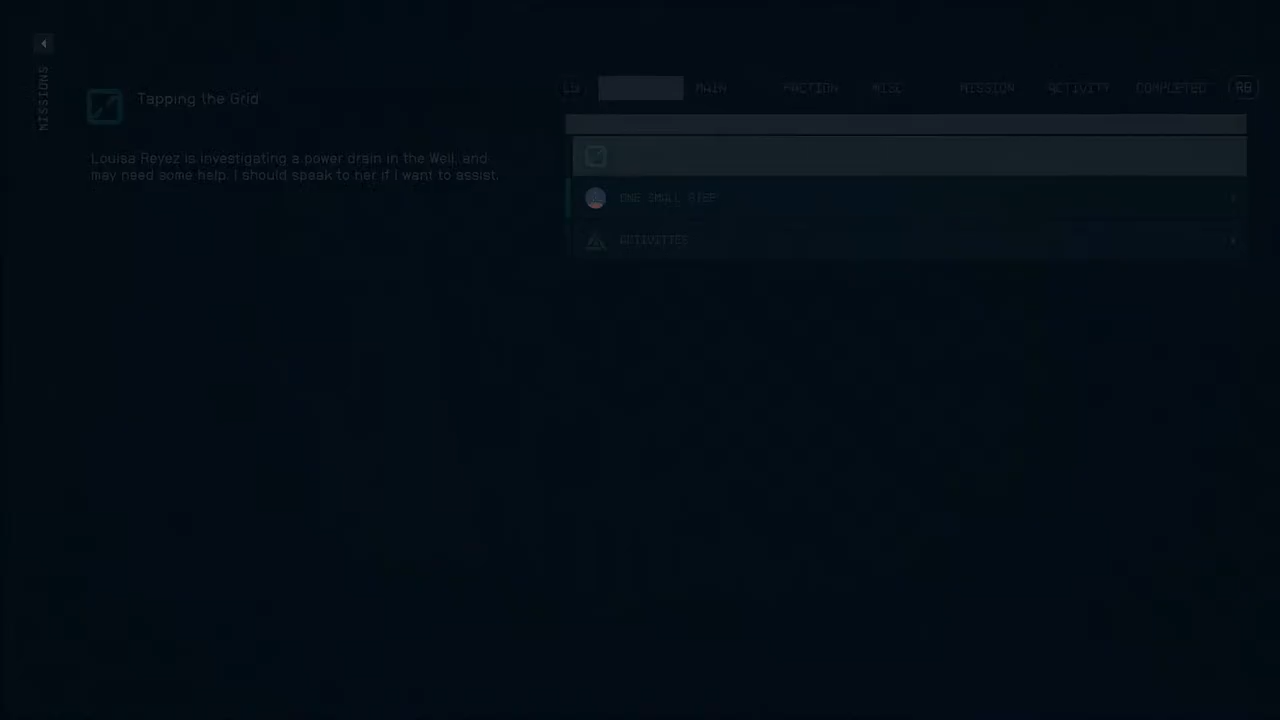 MISSIONS
Tapping the Grid
Louisa Reyez is investigating a power drain in the Well, and
may need some help. I should speak to her if I want to assist.
LB
MAIN
FACTION
MISC
MISSION
ACTIVITY
COMPLETED
RB
ONE SMALL STEP
ACTIVITIES